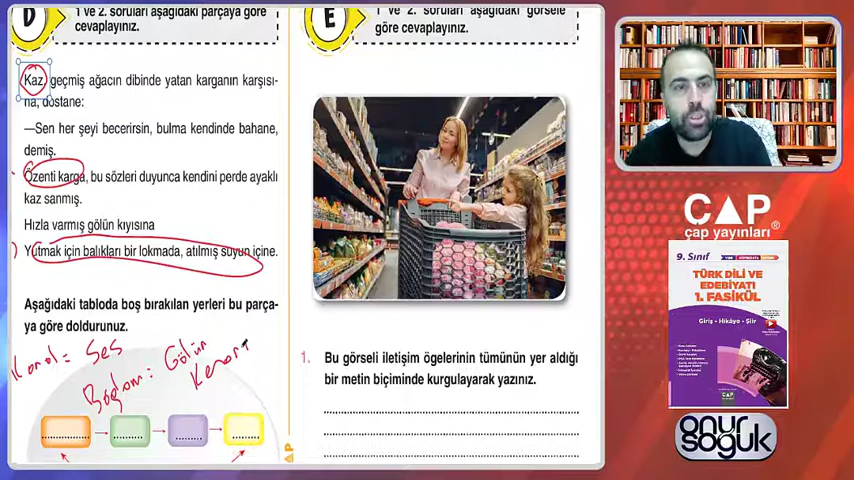 D
1 ve 2. soruları aşağıdaki parçaya göre
cevaplayınız.
Kaz, geçmiş ağacın dibinde yatan karganın karşısı-
na, dostane:
—Sen her şeyi becerirsin, bulma kendinde bahane,
demiş.
Özenti karga, bu sözleri duyunca kendini perde ayaklı
kaz sanmış.
Hızla varmış gölün kıyısına
Yutmak için balıkları bir lokmada, atılmış suyun içine.
Aşağıdaki tabloda boş bırakılan yerleri bu parça-
ya göre doldurunuz.
Kanal = Ses
Bağlam: Gölün
Kenarı
E
1 ve 2. soruları aşağıdaki görsele
göre cevaplayınız.
1. Bu görseli iletişim ögelerinin tümünün yer aldığı
bir metin biçiminde kurgulayarak yazınız.
AP
ÇAP
çap yayınları®
9. Sınıf
TÜRK DİLİ VE
EDEBİYATI
1. FASİKÜL
Giriş - Hikâye - Şiir
onur
soguk